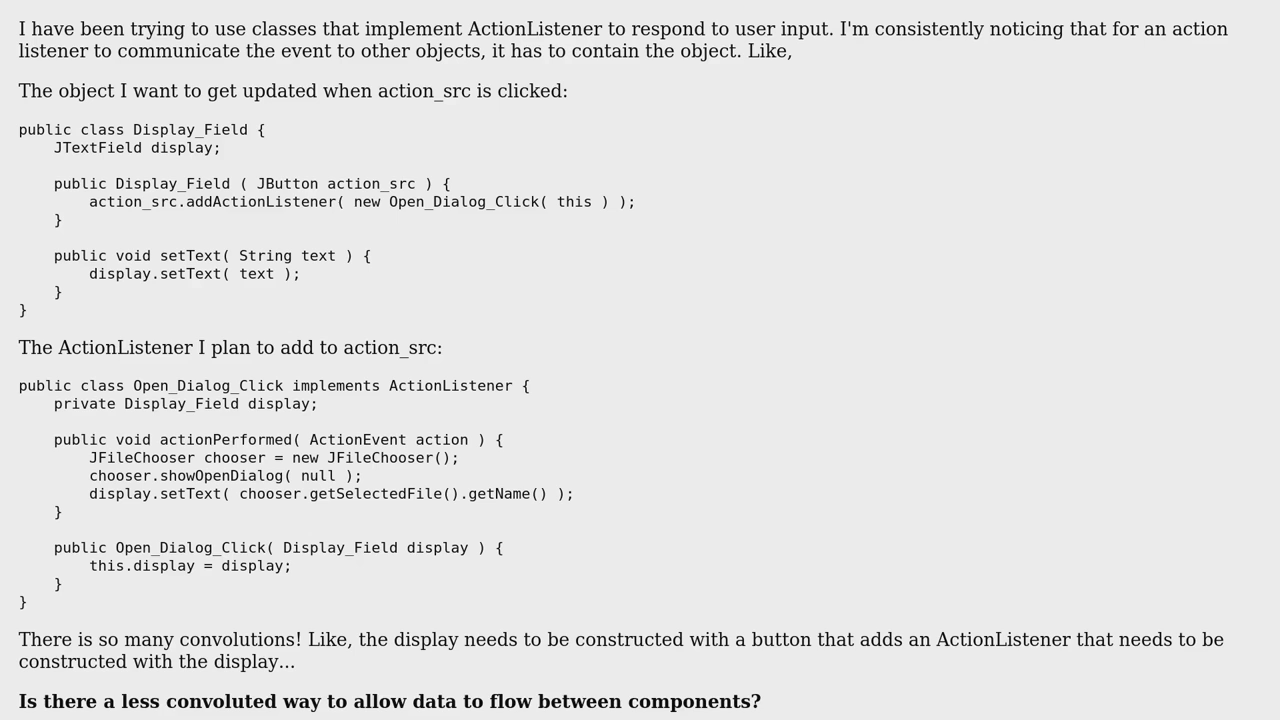 I have been trying to use classes that implement ActionListener to respond to user input. I'm consistently noticing that for an action
listener to communicate the event to other objects, it has to contain the object. Like,
The object I want to get updated when action_src is clicked:
public class Display_Field {
    JTextField display;
    public Display_Field ( JButton action_src ) {
        action_src.addActionListener( new Open_Dialog_Click( this ) );
    }
    public void setText( String text ) {
        display.setText( text );
    }
}
The ActionListener I plan to add to action_src:
public class Open_Dialog_Click implements ActionListener {
    private Display_Field display;
    public void actionPerformed( ActionEvent action ) {
        JFileChooser chooser = new JFileChooser();
        chooser.showOpenDialog( null );
        display.setText( chooser.getSelectedFile().getName() );
    }
    public Open_Dialog_Click( Display_Field display ) {
        this.display = display;
    }
}
There is so many convolutions! Like, the display needs to be constructed with a button that adds an ActionListener that needs to be
constructed with the display...
Is there a less convoluted way to allow data to flow between components?